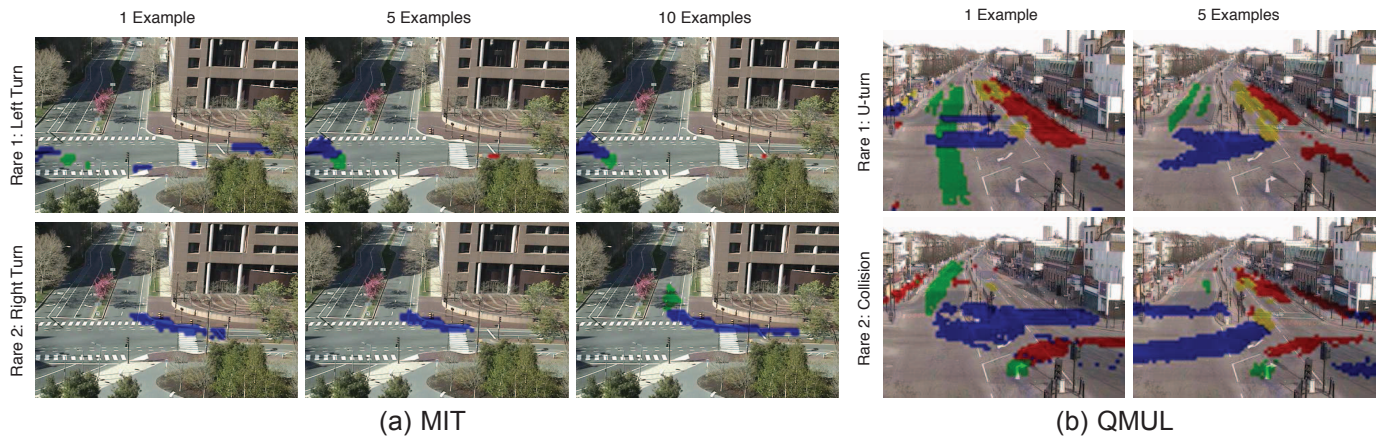 1 Example
5 Examples
10 Examples
1 Example
5 Examples
Rare 1: Left Turn
Rare 1: U-turn
Rare 2: Right Turn
Rare 2: Collision
(a) MIT
(b) QMUL